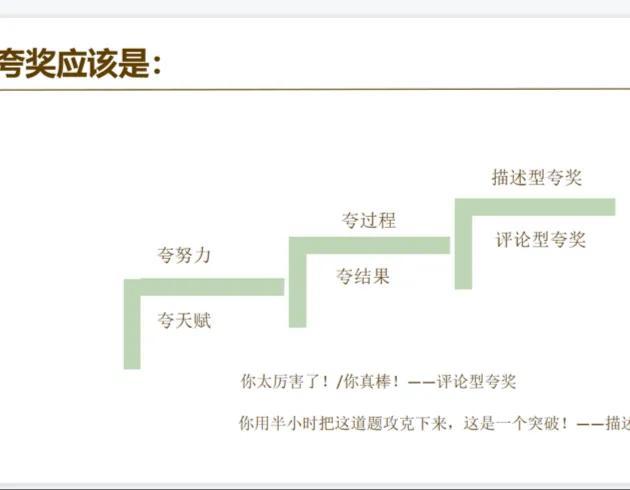 夸奖应该是：
描述型夸奖
评论型夸奖
夸过程
夸结果
夸努力
夸天赋
你太厉害了！/你真棒！——评论型夸奖
你用半小时把这道题攻克下来，这是一个突破！——描述